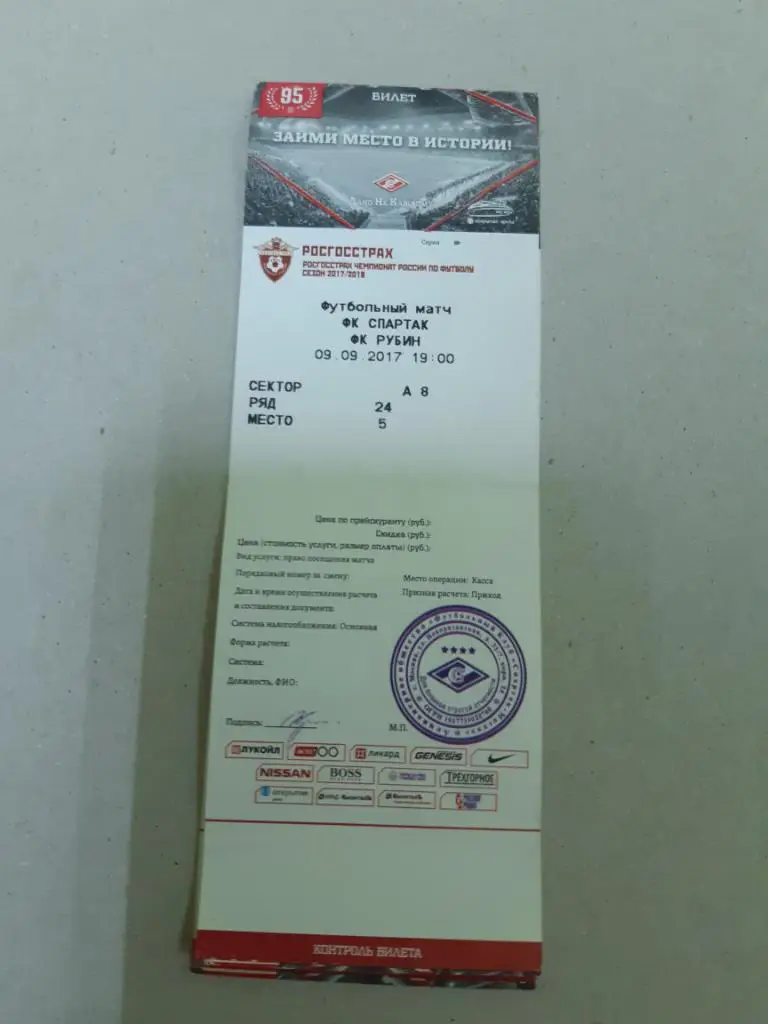 95
БИЛЕТ
ЗАЙМИ МЕСТО В ИСТОРИИ!
Серия №
РОСГОССТРАХ
РОСГОССТРАХ ЧЕМПИОНАТ РОССИИ ПО ФУТБОЛУ
СЕЗОН 2017/2018
Футбольный матч
ФК СПАРТАК
ФК РУБИН
09.09.2017 19:00
СЕКТОР А 8
РЯД 24
МЕСТО 5
Цена по прейскуранту (руб.):
Скидка (руб.):
Цена (стоимость услуги, размер оплаты) (руб.):
Вид услуги: право посещения матча
Порядковый номер за смену:
Место операции: Касса
Дата и время осуществления расчета
и составления документа:
Признак расчета: Приход
Система налогообложения: Основная
Форма расчета:
Система:
Должность, ФИО:
Подпись:
М.П.
ЛУКОЙЛ
ЛИКАРД
GENESIS
NISSAN
BOSS
ТРЁХГОРНОЕ
открытие
КОНТРОЛЬ БИЛЕТА